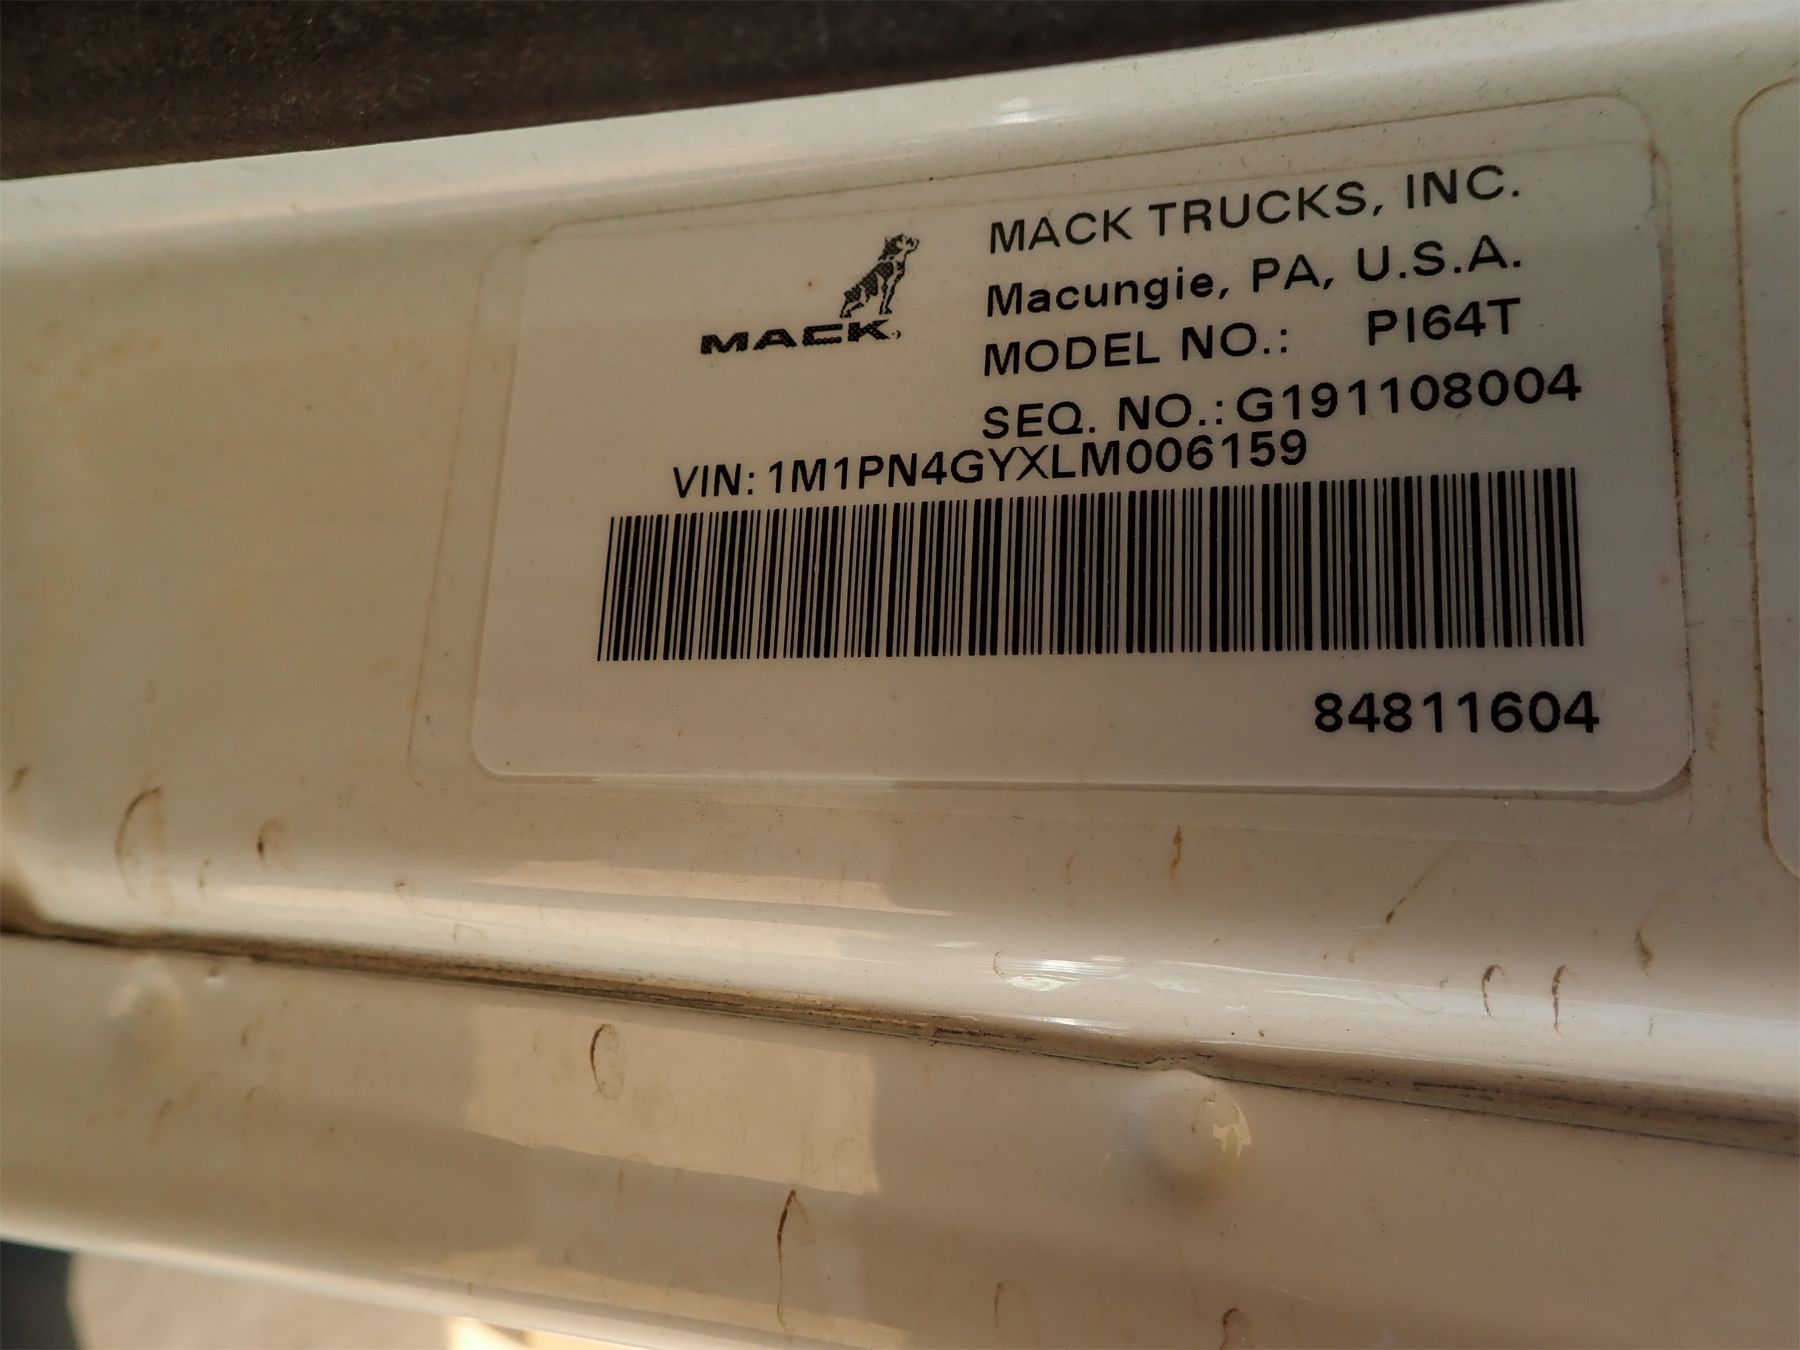 MACK
MACK TRUCKS, INC.
Macungie, PA, U.S.A.
MODEL NO.: PI64T
SEQ. NO.: G191108004
VIN: 1M1PN4GYXLM006159
84811604